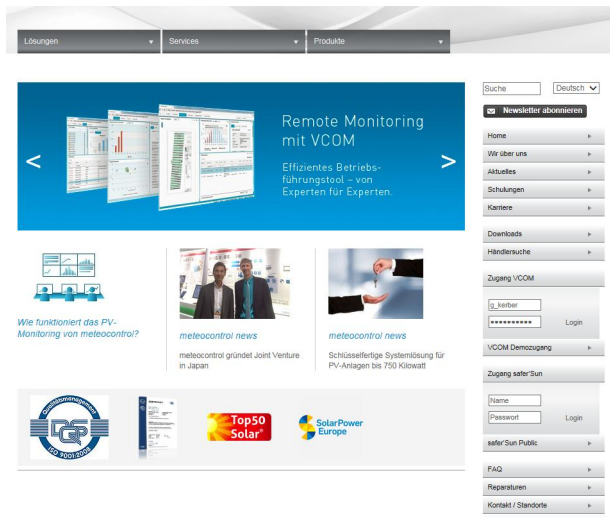 Lösungen
Services
Produkte
Suche
Deutsch
Newsletter abonnieren
Remote Monitoring
mit VCOM
Effizientes Betriebs-
führungstool – von
Experten für Experten.
Home
Wir über uns
Aktuelles
Schulungen
Karriere
Downloads
Händlersuche
Zugang VCOM
g_kerber
**********
Login
VCOM Demozugang
Zugang safer'Sun
Name
Passwort
Login
safer'Sun Public
FAQ
Reparaturen
Kontakt / Standorte
Wie funktioniert das PV-
Monitoring von meteocontrol?
meteocontrol news
meteocontrol gründet Joint Venture
in Japan
meteocontrol news
Schlüsselfertige Systemlösung für
PV-Anlagen bis 750 Kilowatt
Qualitätsmanagement
DQS
ISO 9001:2008
Top50
Solar
SolarPower
Europe